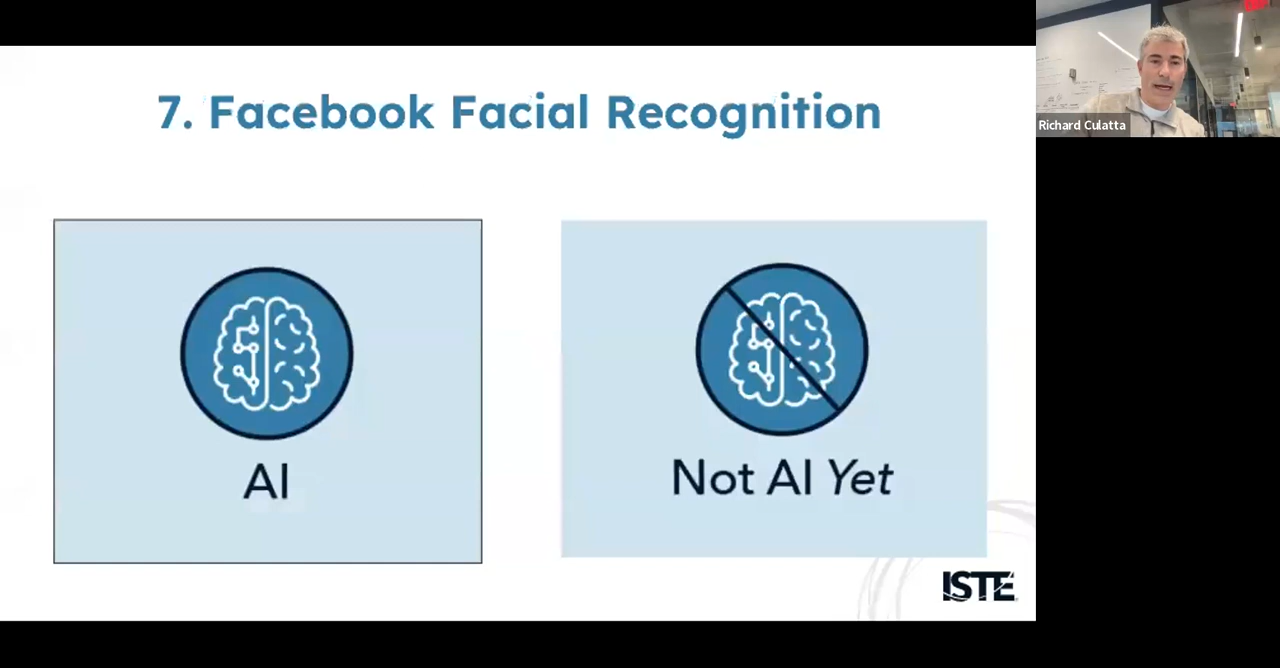 7. Facebook Facial Recognition
AI
Not AI Yet
ISTE
Richard Culatta